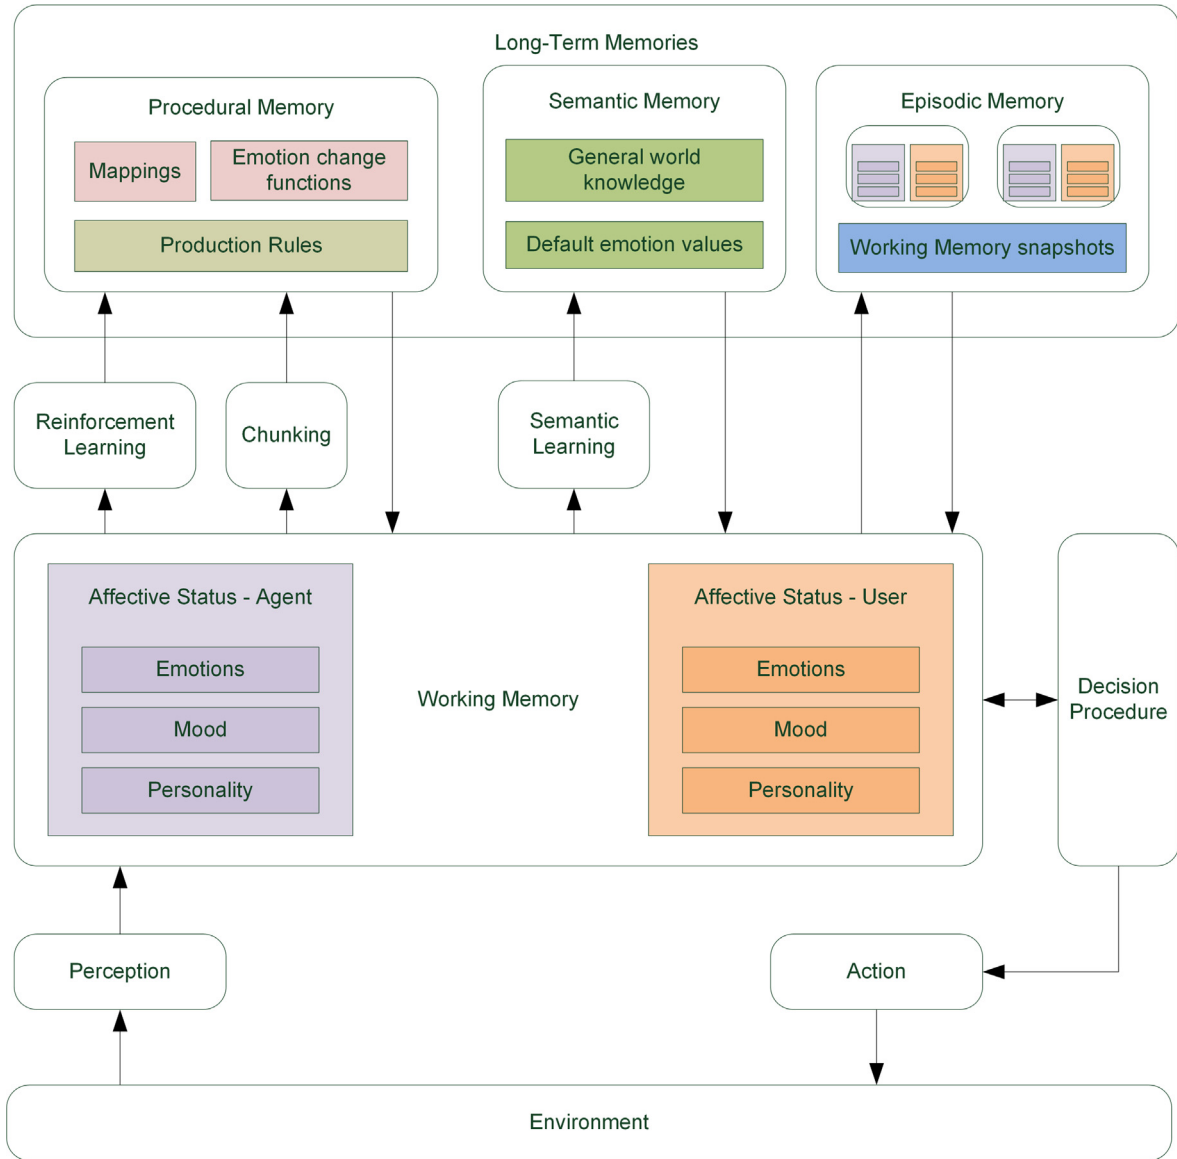 Long-Term Memories
Procedural Memory
Mappings
Emotion change
functions
Production Rules
Semantic Memory
General world
knowledge
Default emotion values
Episodic Memory
Working Memory snapshots
Reinforcement
Learning
Chunking
Semantic
Learning
Affective Status - Agent
Emotions
Mood
Personality
Working Memory
Affective Status - User
Emotions
Mood
Personality
Decision
Procedure
Perception
Action
Environment